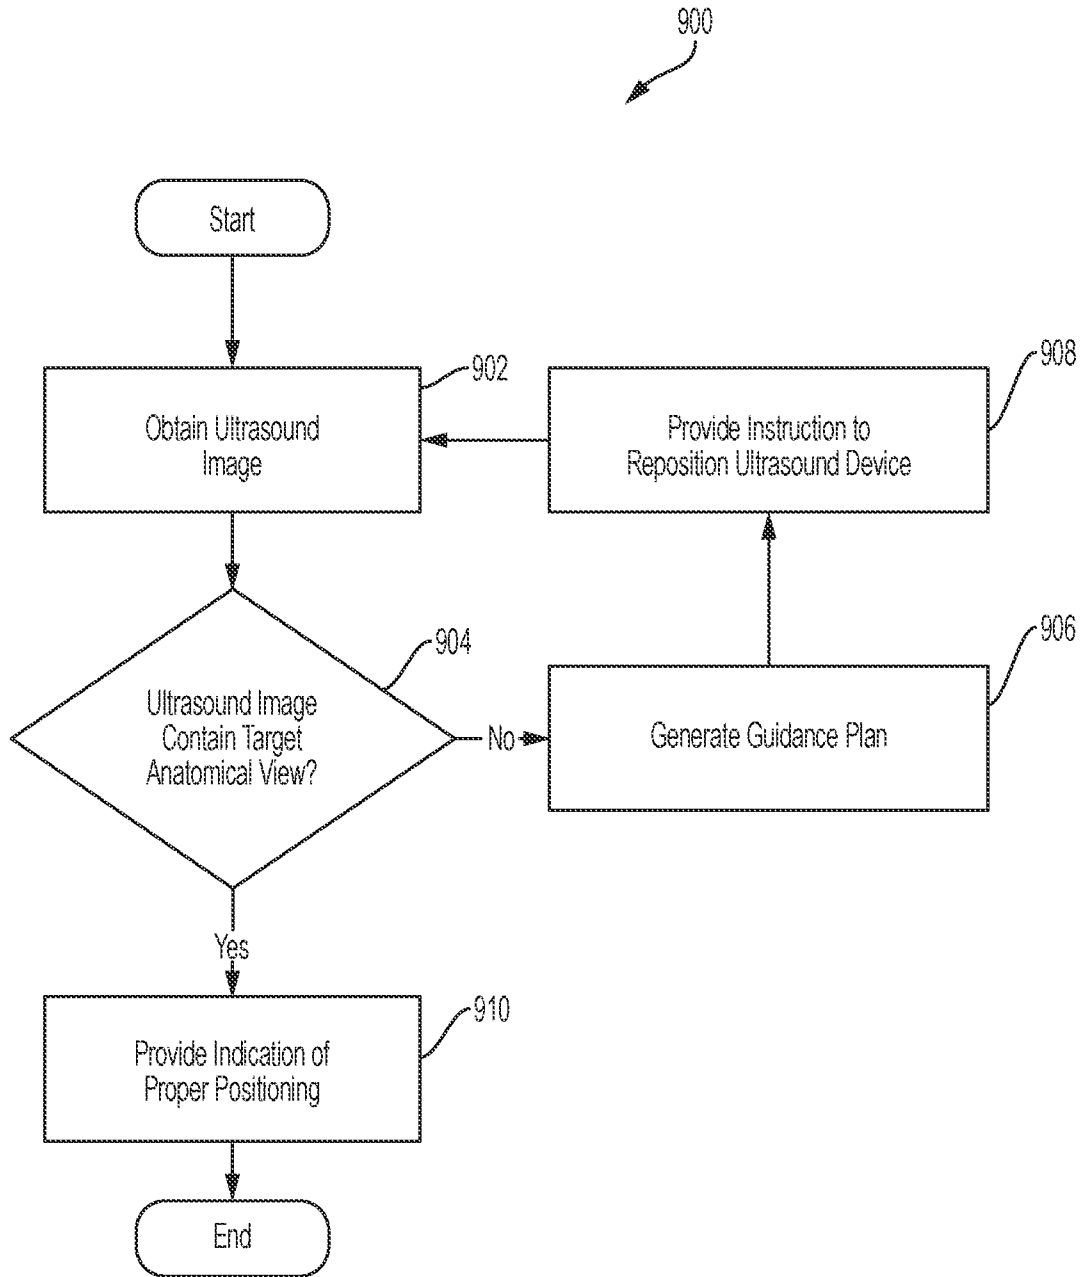 900
Start
902
Obtain Ultrasound
Image
908
Provide Instruction to
Reposition Ultrasound Device
904
Ultrasound Image
Contain Target
Anatomical View?
No
906
Generate Guidance Plan
Yes
910
Provide Indication of
Proper Positioning
End